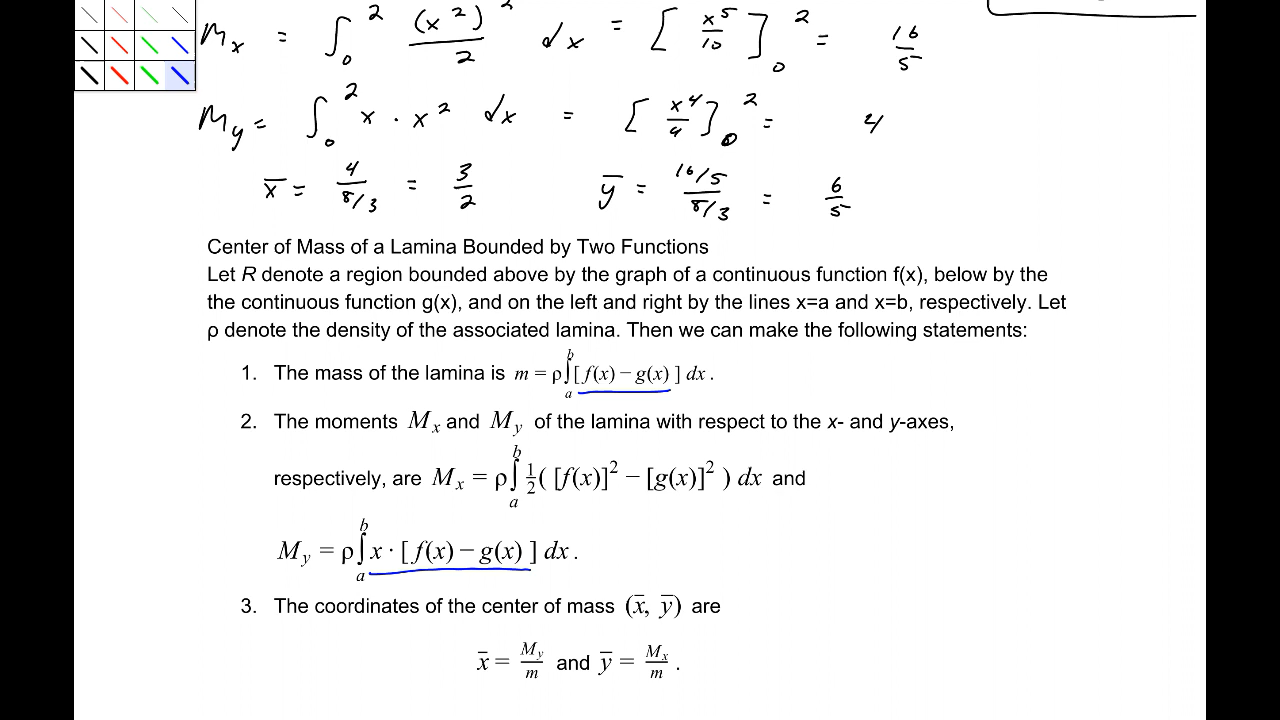 Mx = ∫₀² (x²)²/2 dx = [x⁵/10]₀² = 16/5
My = ∫₀² x · x² dx = [x⁴/4]₀² = 4
x̄ = 4/(8/3) = 3/2 ȳ = (16/5)/(8/3) = 6/5
Center of Mass of a Lamina Bounded by Two Functions
Let R denote a region bounded above by the graph of a continuous function f(x), below by the
the continuous function g(x), and on the left and right by the lines x=a and x=b, respectively. Let
ρ denote the density of the associated lamina. Then we can make the following statements:
1. The mass of the lamina is m = ρ∫ₐᵇ [ f(x) − g(x) ] dx .
2. The moments Mx and My of the lamina with respect to the x- and y-axes,
respectively, are Mx = ρ∫ₐᵇ ½( [f(x)]² − [g(x)]² ) dx and
My = ρ∫ₐᵇ x · [ f(x) − g(x) ] dx .
3. The coordinates of the center of mass (x̄, ȳ) are
x̄ = My/m and ȳ = Mx/m .